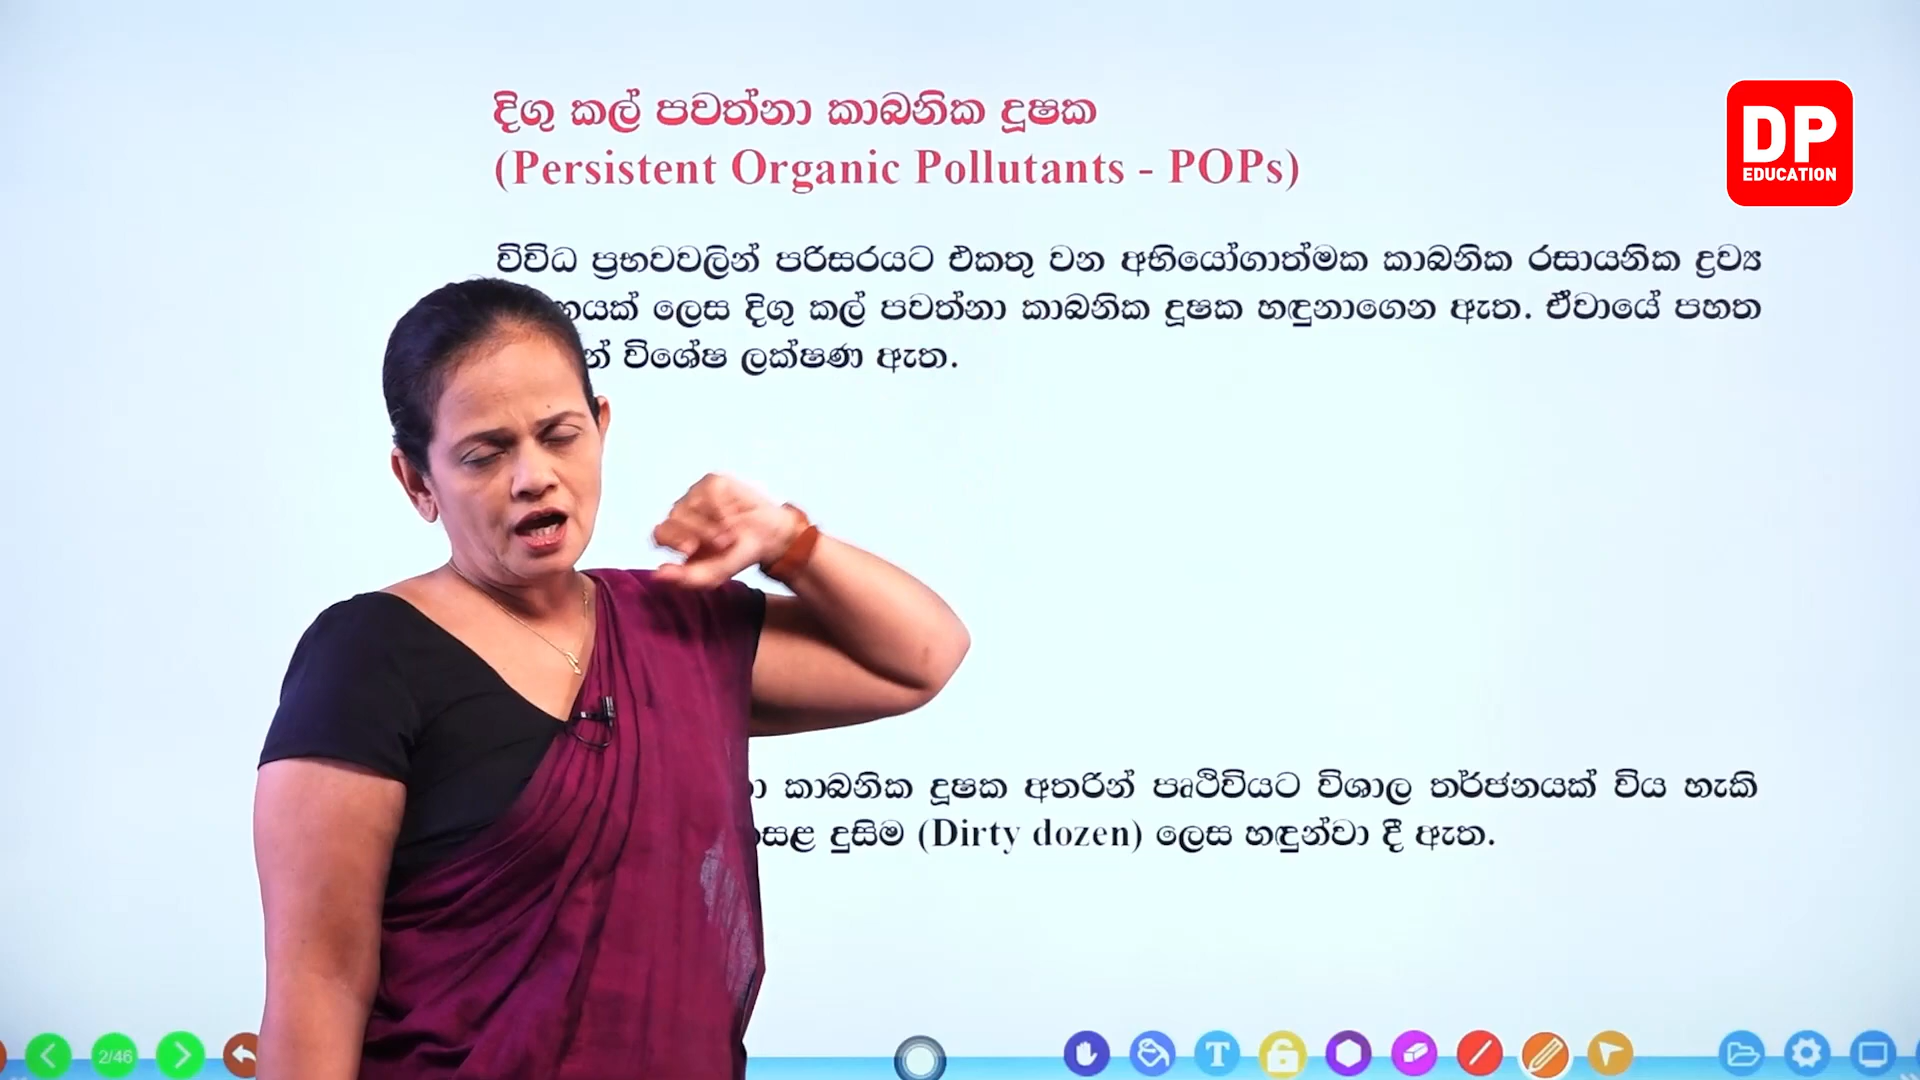 දිගු කල් පවත්නා කාබනික දූෂක
(Persistent Organic Pollutants - POPs)
DP
EDUCATION
විවිධ ප්‍රභවවලින් පරිසරයට එකතු වන අභියෝගාත්මක කාබනික රසායනික ද්‍රව්‍ය
ලෙස දිගු කල් පවත්නා කාබනික දූෂක හඳුනාගෙන ඇත. ඒවායේ පහත
විශේෂ ලක්ෂණ ඇත.
කාබනික දූෂක අතරින් පෘථිවියට විශාල තර්ජනයක් විය හැකි
දුසිම (Dirty dozen) ලෙස හඳුන්වා දී ඇත.
2/46
T